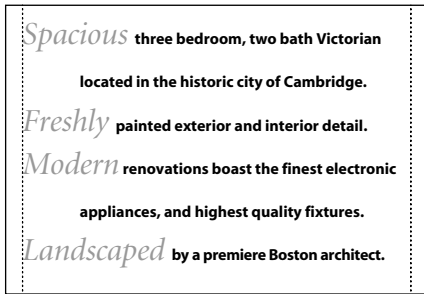 Spacious three bedroom, two bath Victorian
located in the historic city of Cambridge.
Freshly painted exterior and interior detail.
Modern renovations boast the finest electronic
appliances, and highest quality fixtures.
Landscaped by a premiere Boston architect.